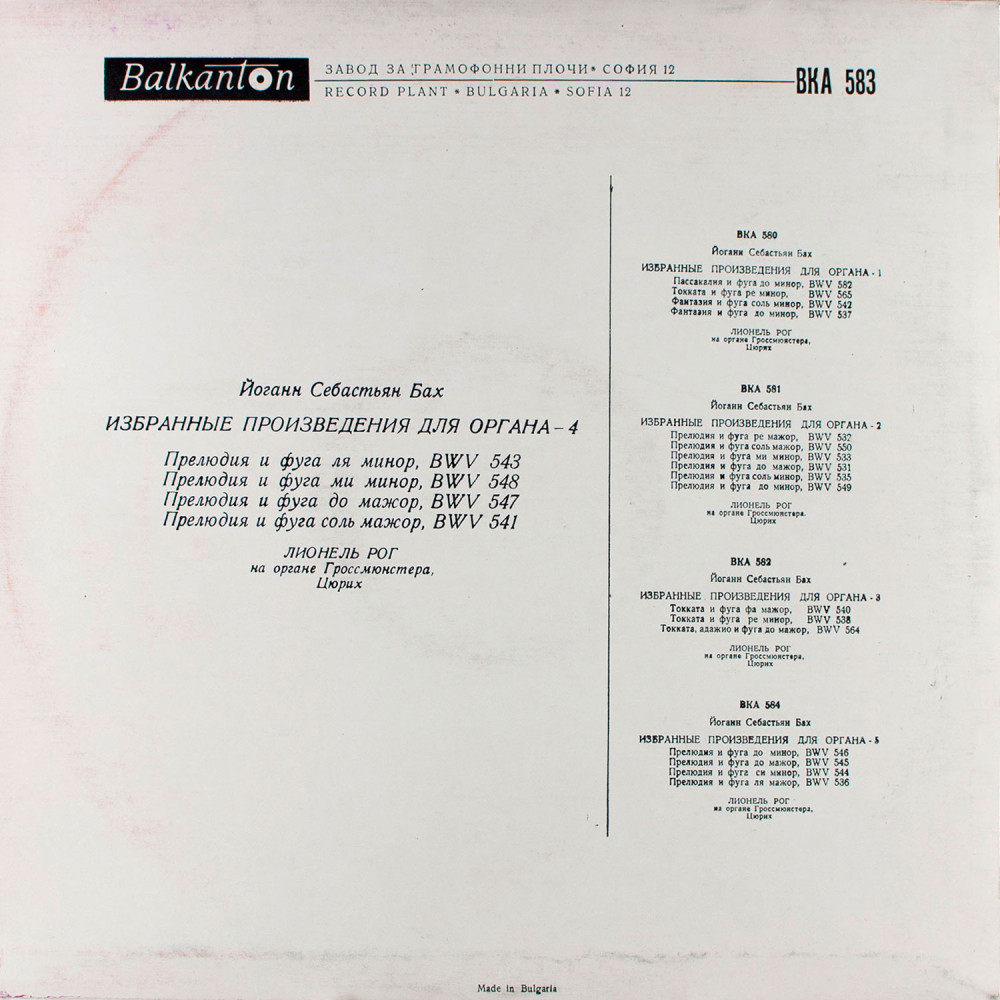 Balkanton
ЗАВОД ЗА ГРАМОФОННИ ПЛОЧИ * СОФИЯ 12
RECORD PLANT * BULGARIA * SOFIA 12
ВКА 583
Йоганн Себастьян Бах
ИЗБРАННЫЕ ПРОИЗВЕДЕНИЯ ДЛЯ ОРГАНА - 4
Прелюдия и фуга ля минор, BWV 543
Прелюдия и фуга ми минор, BWV 548
Прелюдия и фуга до мажор, BWV 547
Прелюдия и фуга соль мажор, BWV 541
ЛИОНЕЛЬ РОГ
на органе Гроссмюнстера,
Цюрих
ВКА 580
Йоганн Себастьян Бах
ИЗБРАННЫЕ ПРОИЗВЕДЕНИЯ ДЛЯ ОРГАНА - 1
Пассакалия и фуга до минор, BWV 582
Токката и фуга ре минор, BWV 565
Фантазия и фуга соль минор, BWV 542
Фантазия и фуга до минор, BWV 537
ЛИОНЕЛЬ РОГ
на органе Гроссмюнстера,
Цюрих
ВКА 581
Йоганн Себастьян Бах
ИЗБРАННЫЕ ПРОИЗВЕДЕНИЯ ДЛЯ ОРГАНА - 2
Прелюдия и фуга ре мажор, BWV 532
Прелюдия и фуга соль мажор, BWV 550
Прелюдия и фуга ми минор, BWV 533
Прелюдия и фуга до мажор, BWV 531
Прелюдия и фуга соль минор, BWV 535
Прелюдия и фуга до минор, BWV 549
ЛИОНЕЛЬ РОГ
на органе Гроссмюнстера.
Цюрих
ВКА 582
Йоганн Себастьян Бах
ИЗБРАННЫЕ ПРОИЗВЕДЕНИЯ ДЛЯ ОРГАНА - 3
Токката и фуга фа мажор, BWV 540
Токката и фуга ре минор, BWV 538
Токката, адажио и фуга до мажор, BWV 564
ЛИОНЕЛЬ РОГ
на органе Гроссмюнстера,
Цюрих
ВКА 584
Йоганн Себастьян Бах
ИЗБРАННЫЕ ПРОИЗВЕДЕНИЯ ДЛЯ ОРГАНА - 5
Прелюдия и фуга до минор, BWV 546
Прелюдия и фуга до мажор, BWV 545
Прелюдия и фуга си минор, BWV 544
Прелюдия и фуга ля мажор, BWV 536
ЛИОНЕЛЬ РОГ
на органе Гроссмюнстера,
Цюрих
Made in Bulgaria